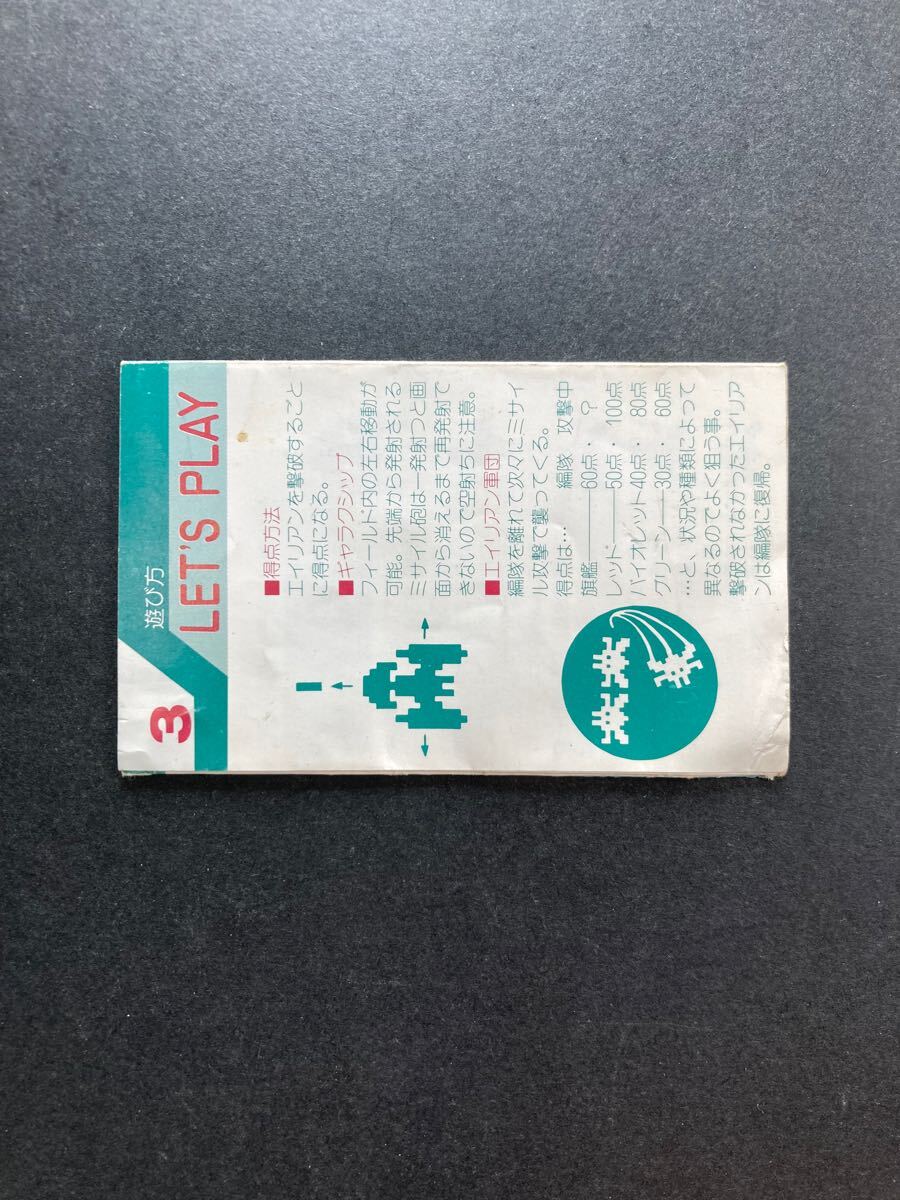 3
遊び方
LET'S PLAY
■得点方法
エイリアンを撃破すること
に得点になる。
■ギャラクシップ
フィールド内の左右移動が
可能。先端から発射される
ミサイル砲は一発射つと画
面から消えるまで再発射で
きないので空射ちに注意。
■エイリアン軍団
編隊を離れて次々にミサイ
ル攻撃で襲ってくる。
得点は… 編隊 攻撃中
旗艦——60点・ ?
レッド——60点・100点
バイオレット40点・ 80点
グリーン——30点・ 60点
…と、状況や種類によって
異なるのでよく狙う事。
撃破されなかったエイリア
ンは編隊に復帰。